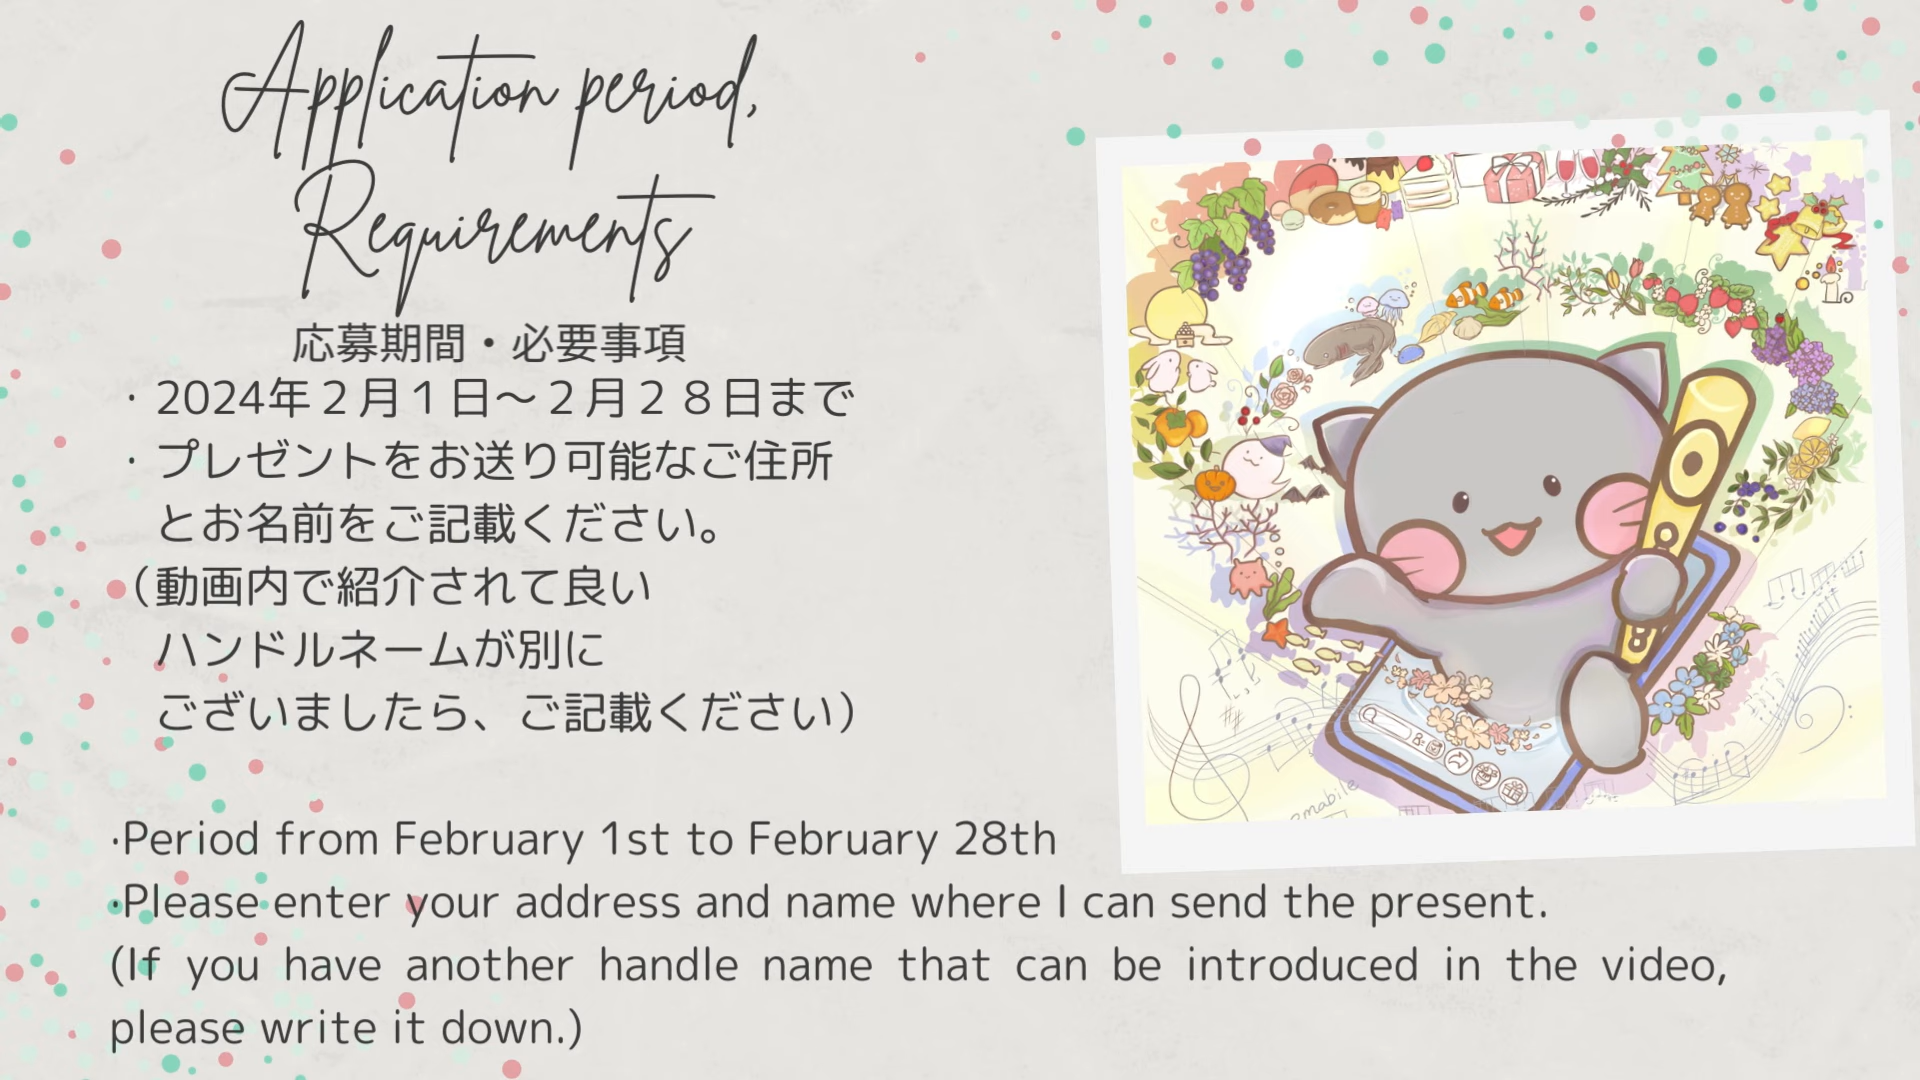 Application period,
Requirements
応募期間・必要事項
・2024年２月１日〜２月２８日まで
・プレゼントをお送り可能なご住所
とお名前をご記載ください。
（動画内で紹介されて良い
ハンドルネームが別に
ございましたら、ご記載ください）
·Period from February 1st to February 28th
·Please enter your address and name where I can send the present.
(If you have another handle name that can be introduced in the video,
please write it down.)